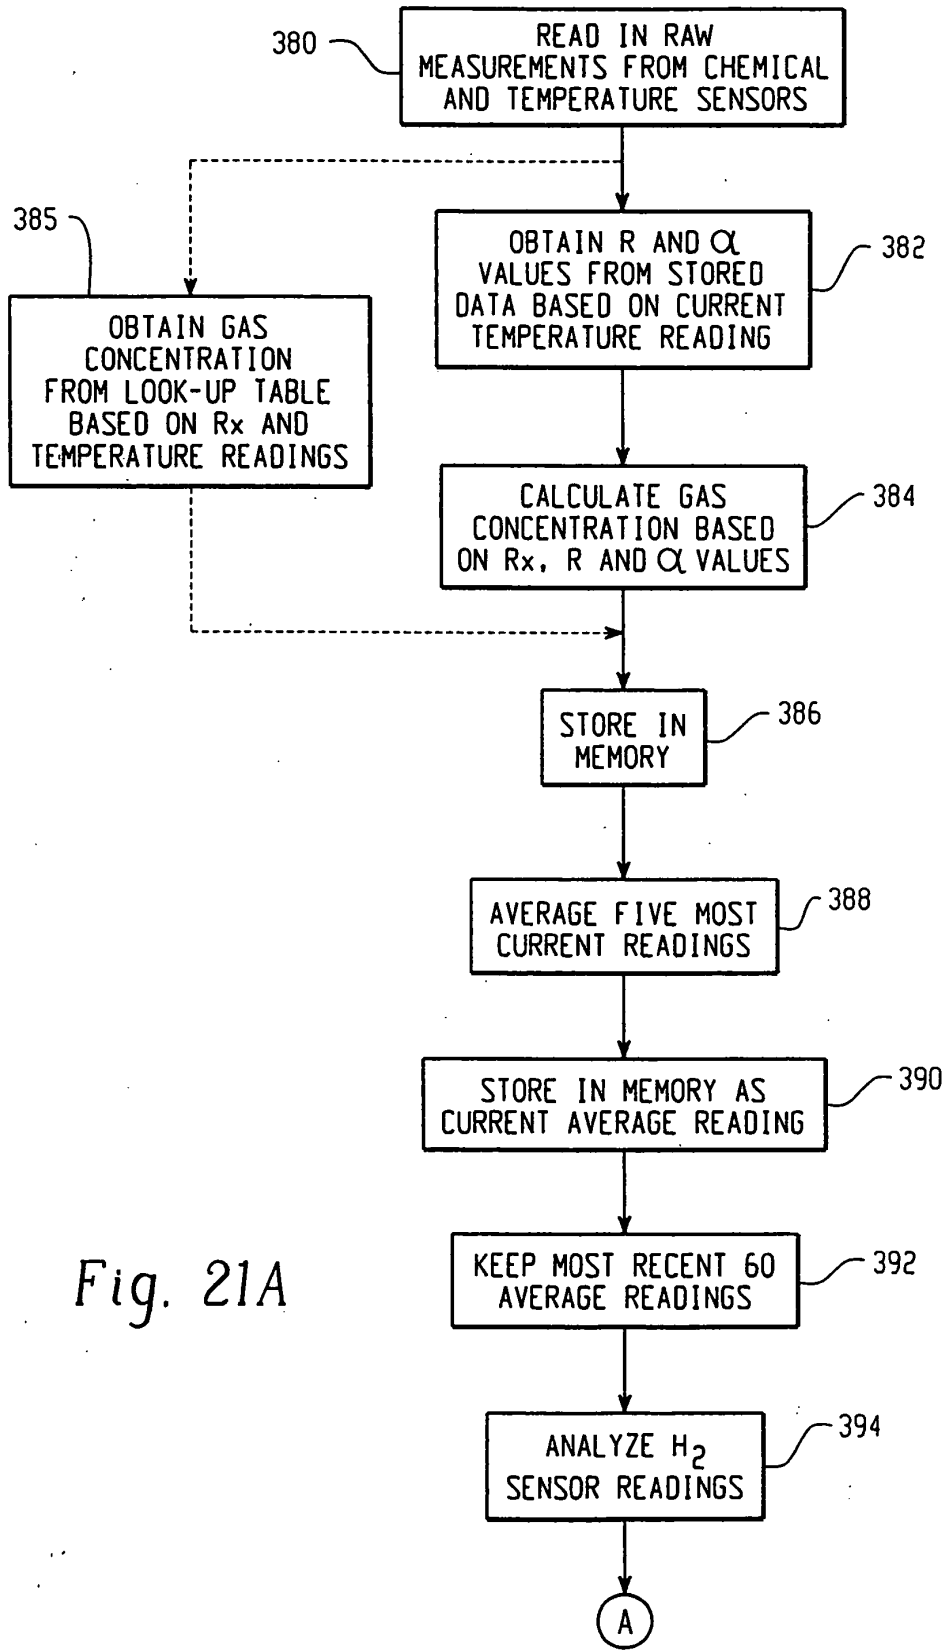 380
READ IN RAW
MEASUREMENTS FROM CHEMICAL
AND TEMPERATURE SENSORS
385
OBTAIN GAS
CONCENTRATION
FROM LOOK-UP TABLE
BASED ON Rx AND
TEMPERATURE READINGS
OBTAIN R AND α
VALUES FROM STORED
DATA BASED ON CURRENT
TEMPERATURE READING
382
CALCULATE GAS
CONCENTRATION BASED
ON Rx, R AND α VALUES
384
STORE IN
MEMORY
386
AVERAGE FIVE MOST
CURRENT READINGS
388
STORE IN MEMORY AS
CURRENT AVERAGE READING
390
KEEP MOST RECENT 60
AVERAGE READINGS
392
Fig. 21A
ANALYZE H2
SENSOR READINGS
394
A